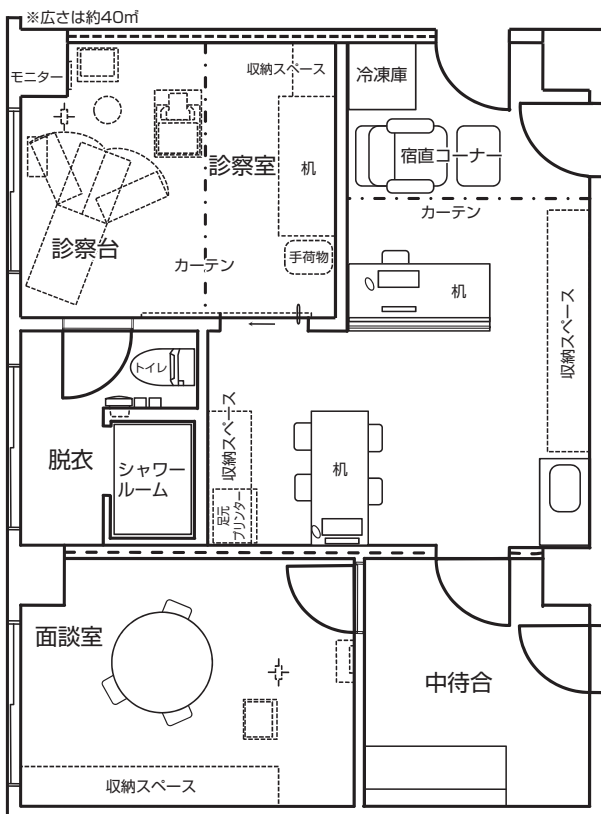 ※広さは約40㎡
モニター
収納スペース
冷凍庫
宿直コーナー
診察室
机
カーテン
診察台
カーテン
手荷物
机
収納スペース
トイレ
脱衣
シャワー
ルーム
収納スペース
足元
プリンター
机
面談室
中待合
収納スペース